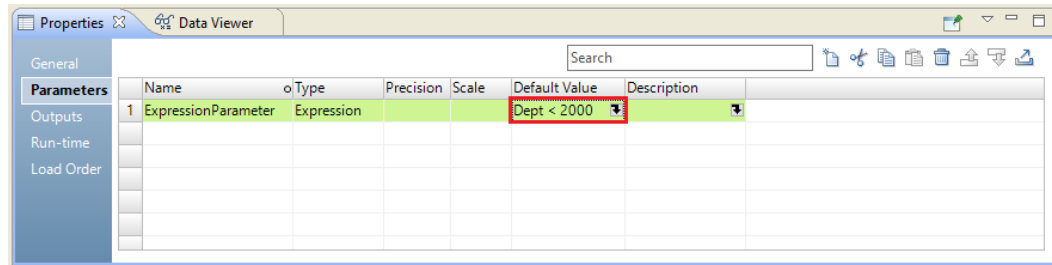 Properties Data Viewer
Search
General
Parameters
Outputs
Run-time
Load Order
Name Type Precision Scale Default Value Description
1 ExpressionParameter Expression Dept < 2000